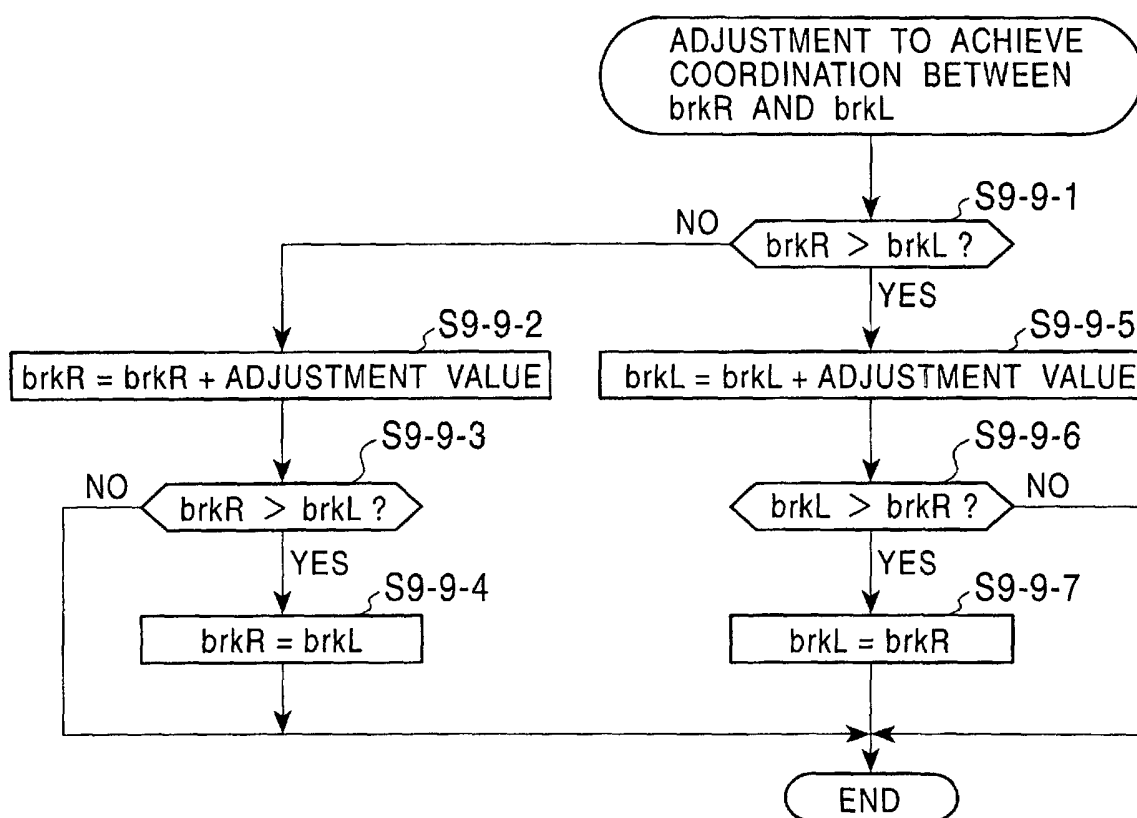 ADJUSTMENT TO ACHIEVE
COORDINATION BETWEEN
brkR AND brkL
S9-9-1
NO
brkR > brkL ?
YES
S9-9-2
S9-9-5
brkR = brkR + ADJUSTMENT VALUE
brkL = brkL + ADJUSTMENT VALUE
S9-9-3
S9-9-6
NO
brkR > brkL ?
brkL > brkR ?
NO
YES
YES
S9-9-4
S9-9-7
brkR = brkL
brkL = brkR
END